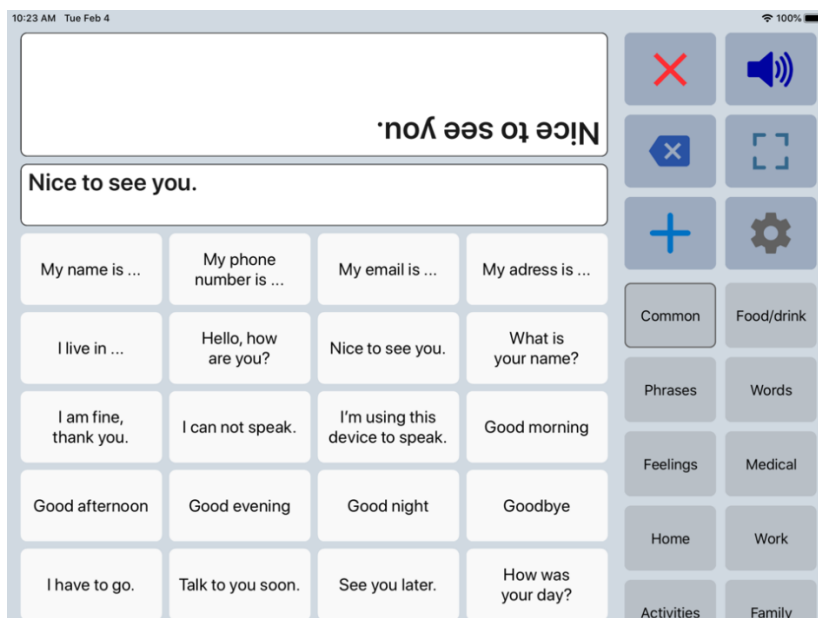 10:23 AM Tue Feb 4
100%
Nice to see you.
Nice to see you.
My name is ...
My phone
number is ...
My email is ...
My adress is ...
I live in ...
Hello, how
are you?
Nice to see you.
What is
your name?
I am fine,
thank you.
I can not speak.
I'm using this
device to speak.
Good morning
Good afternoon
Good evening
Good night
Goodbye
I have to go.
Talk to you soon.
See you later.
How was
your day?
Common
Food/drink
Phrases
Words
Feelings
Medical
Home
Work
Activities
Family